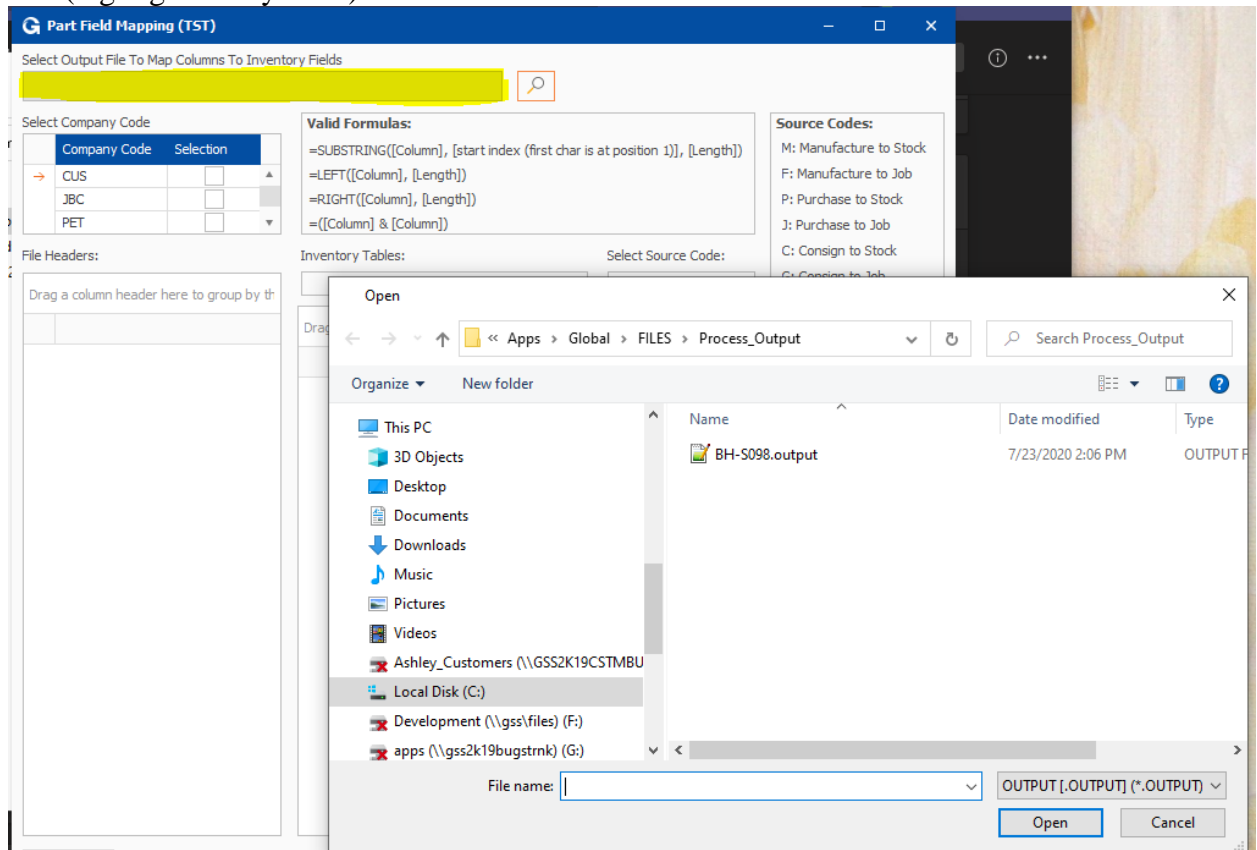 G Part Field Mapping (TST)
Select Output File To Map Columns To Inventory Fields
Select Company Code
Company Code Selection
CUS
JBC
PET
Valid Formulas:
=SUBSTRING([Column], [start index (first char is at position 1)], [Length])
=LEFT([Column], [Length])
=RIGHT([Column], [Length])
=([Column] & [Column])
Source Codes:
M: Manufacture to Stock
F: Manufacture to Job
P: Purchase to Stock
J: Purchase to Job
C: Consign to Stock
G: Consign to Job
File Headers:
Inventory Tables:
Select Source Code:
Drag a column header here to group by th
Drag
Open
« Apps › Global › FILES › Process_Output
Search Process_Output
Organize
New folder
This PC
3D Objects
Desktop
Documents
Downloads
Music
Pictures
Videos
Ashley_Customers (\\GSS2K19CSTMBU
Local Disk (C:)
Development (\\gss\files) (F:)
apps (\\gss2k19bugstrnk) (G:)
Name Date modified Type
BH-S098.output 7/23/2020 2:06 PM OUTPUT F
File name:
OUTPUT [.OUTPUT] (*.OUTPUT)
Open
Cancel